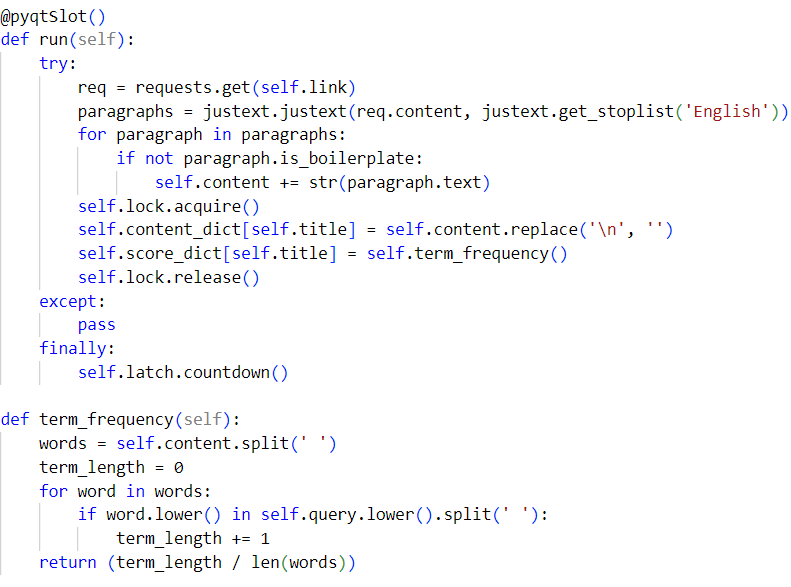 @pyqtSlot()
def run(self):
    try:
        req = requests.get(self.link)
        paragraphs = justext.justext(req.content, justext.get_stoplist('English'))
        for paragraph in paragraphs:
            if not paragraph.is_boilerplate:
                self.content += str(paragraph.text)
        self.lock.acquire()
        self.content_dict[self.title] = self.content.replace('\n', '')
        self.score_dict[self.title] = self.term_frequency()
        self.lock.release()
    except:
        pass
    finally:
        self.latch.countdown()

def term_frequency(self):
    words = self.content.split(' ')
    term_length = 0
    for word in words:
        if word.lower() in self.query.lower().split(' '):
            term_length += 1
    return (term_length / len(words))